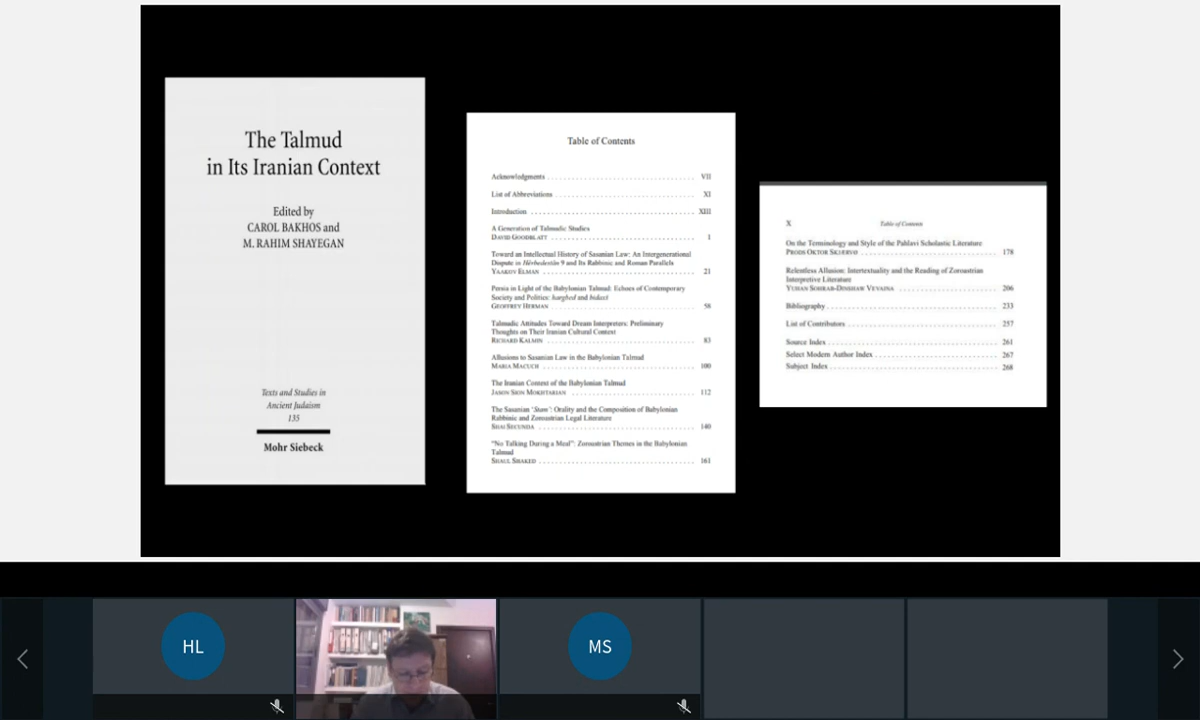 The Talmud
in Its Iranian Context
Edited by
CAROL BAKHOS and
M. RAHIM SHAYEGAN
Texts and Studies in
Ancient Judaism
135
Mohr Siebeck
Table of Contents
Acknowledgments VII
List of Abbreviations XI
Introduction XIII
A Generation of Talmudic Studies
DAVID GOODBLATT 1
Toward an Intellectual History of Sasanian Law: An Intergenerational
Dispute in Hērbedestān 9 and Its Rabbinic and Roman Parallels
YAAKOV ELMAN 21
Persia in Light of the Babylonian Talmud: Echoes of Contemporary
Society and Politics: hargbed and bidaxš
GEOFFREY HERMAN 58
Talmudic Attitudes Toward Dream Interpreters: Preliminary
Thoughts on Their Iranian Cultural Context
RICHARD KALMIN 83
Allusions to Sasanian Law in the Babylonian Talmud
MARIA MACUCH 100
The Iranian Context of the Babylonian Talmud
JASON SION MOKHTARIAN 112
The Sasanian ‘Stam’: Orality and the Composition of Babylonian
Rabbinic and Zoroastrian Legal Literature
SHAI SECUNDA 140
“No Talking During a Meal”: Zoroastrian Themes in the Babylonian
Talmud
SHAUL SHAKED 161
X Table of Contents
On the Terminology and Style of the Pahlavi Scholastic Literature
PRODS OKTOR SKJÆRVØ 178
Relentless Allusion: Intertextuality and the Reading of Zoroastrian
Interpretive Literature
YUHAN SOHRAB-DINSHAW VEVAINA 206
Bibliography 233
List of Contributors 257
Source Index 261
Select Modern Author Index 267
Subject Index 268
HL
MS